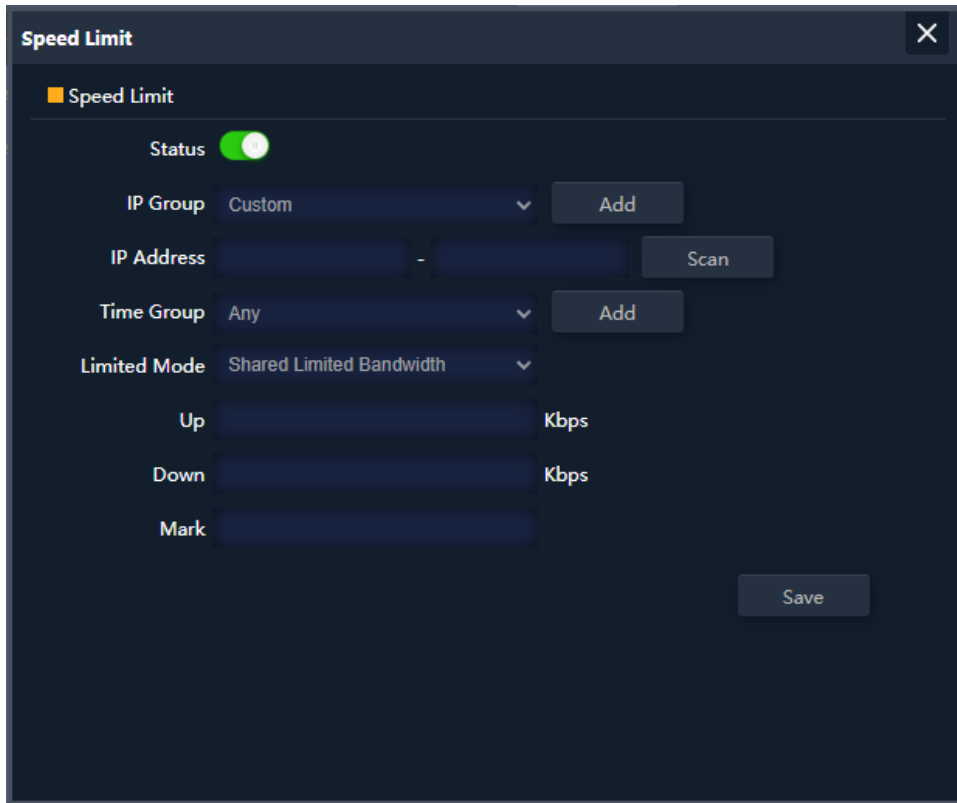 Speed Limit
Speed Limit
Status
IP Group Custom Add
IP Address - Scan
Time Group Any Add
Limited Mode Shared Limited Bandwidth
Up Kbps
Down Kbps
Mark
Save